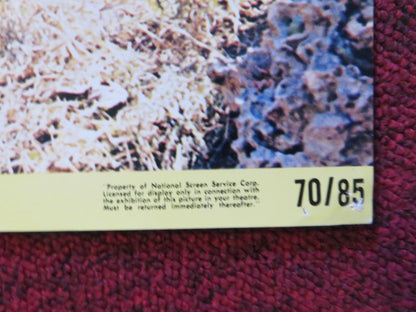 "Property of National Screen Service Corp.
Licensed for display only in connection with
the exhibition of this picture in your theatre.
Must be returned immediately thereafter."
70/85